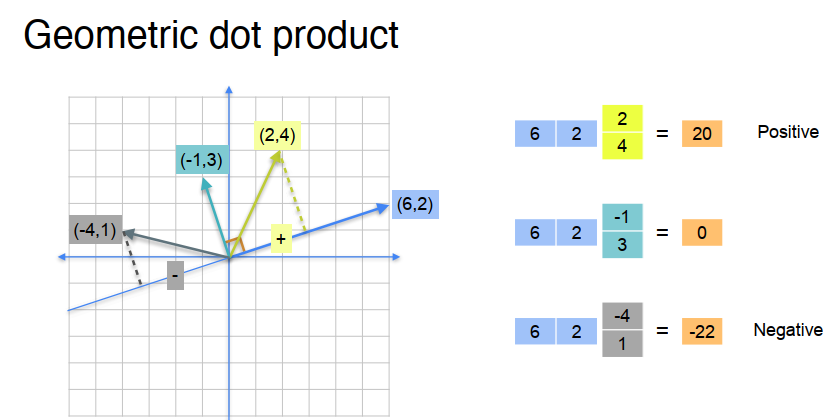 Geometric dot product
(2,4)
(-1,3)
(6,2)
(-4,1)
+
-
6 2 2 = 20 Positive
4
6 2 -1 = 0
3
6 2 -4 = -22 Negative
1